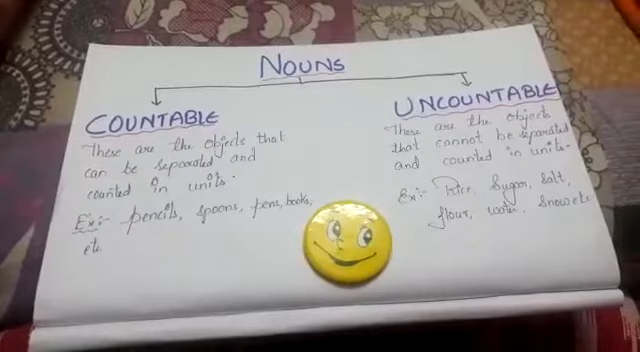 NOUNS
COUNTABLE
These are the objects that
can be separated and
counted in units.
Ex:- pencils, spoons, pens, books,
etc
UNCOUNTABLE
These are the objects
that cannot be separated
and counted in units.
Ex:- Rice, Sugar, Salt,
flour, water, Snow etc